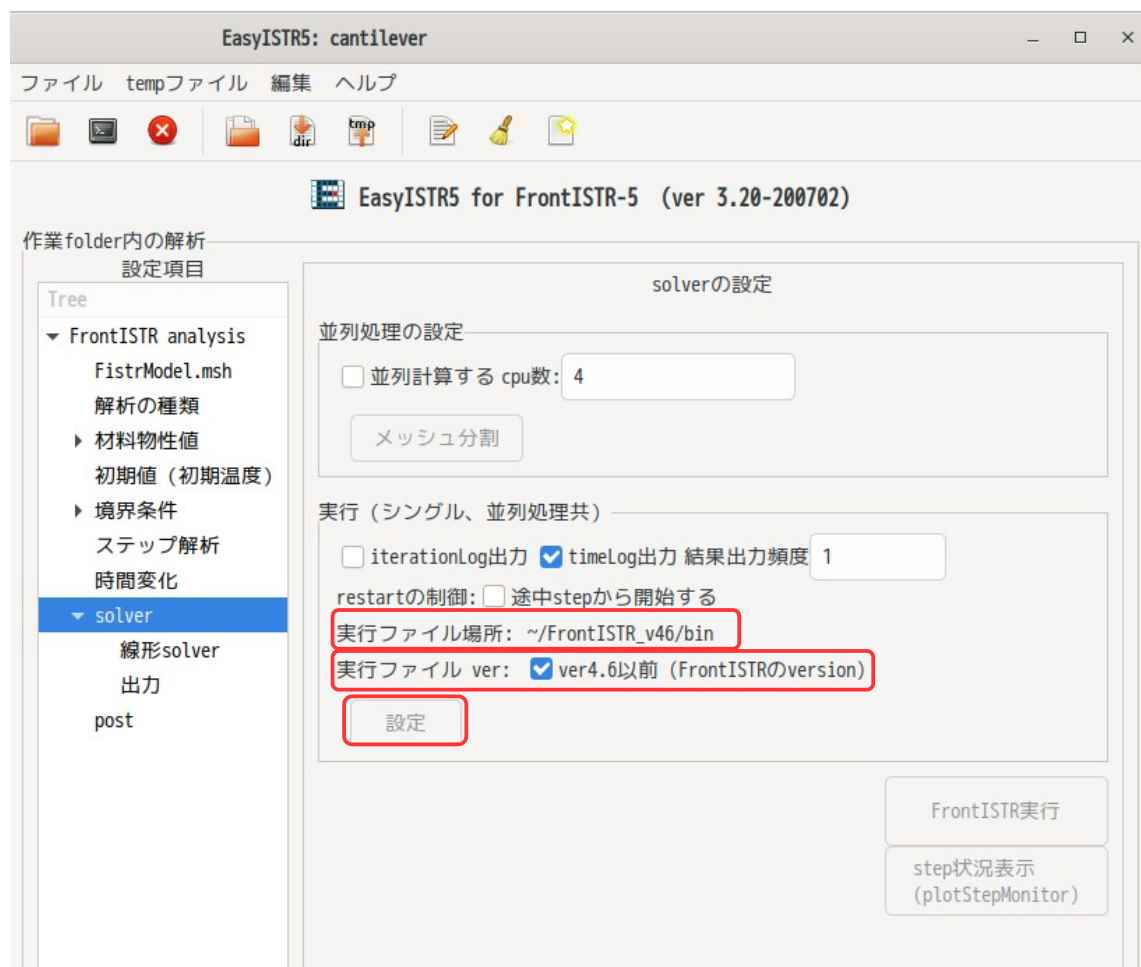 EasyISTR5: cantilever
ファイル tempファイル 編集 ヘルプ
dir tmp
EasyISTR5 for FrontISTR-5 (ver 3.20-200702)
作業folder内の解析
設定項目
Tree
FrontISTR analysis
FistrModel.msh
解析の種類
材料物性値
初期値（初期温度）
境界条件
ステップ解析
時間変化
solver
線形solver
出力
post
solverの設定
並列処理の設定
並列計算する cpu数: 4
メッシュ分割
実行（シングル、並列処理共）
iterationLog出力 timeLog出力 結果出力頻度 1
restartの制御: 途中stepから開始する
実行ファイル場所: ~/FrontISTR_v46/bin
実行ファイル ver: ver4.6以前（FrontISTRのversion)
設定
FrontISTR実行
step状況表示
(plotStepMonitor)